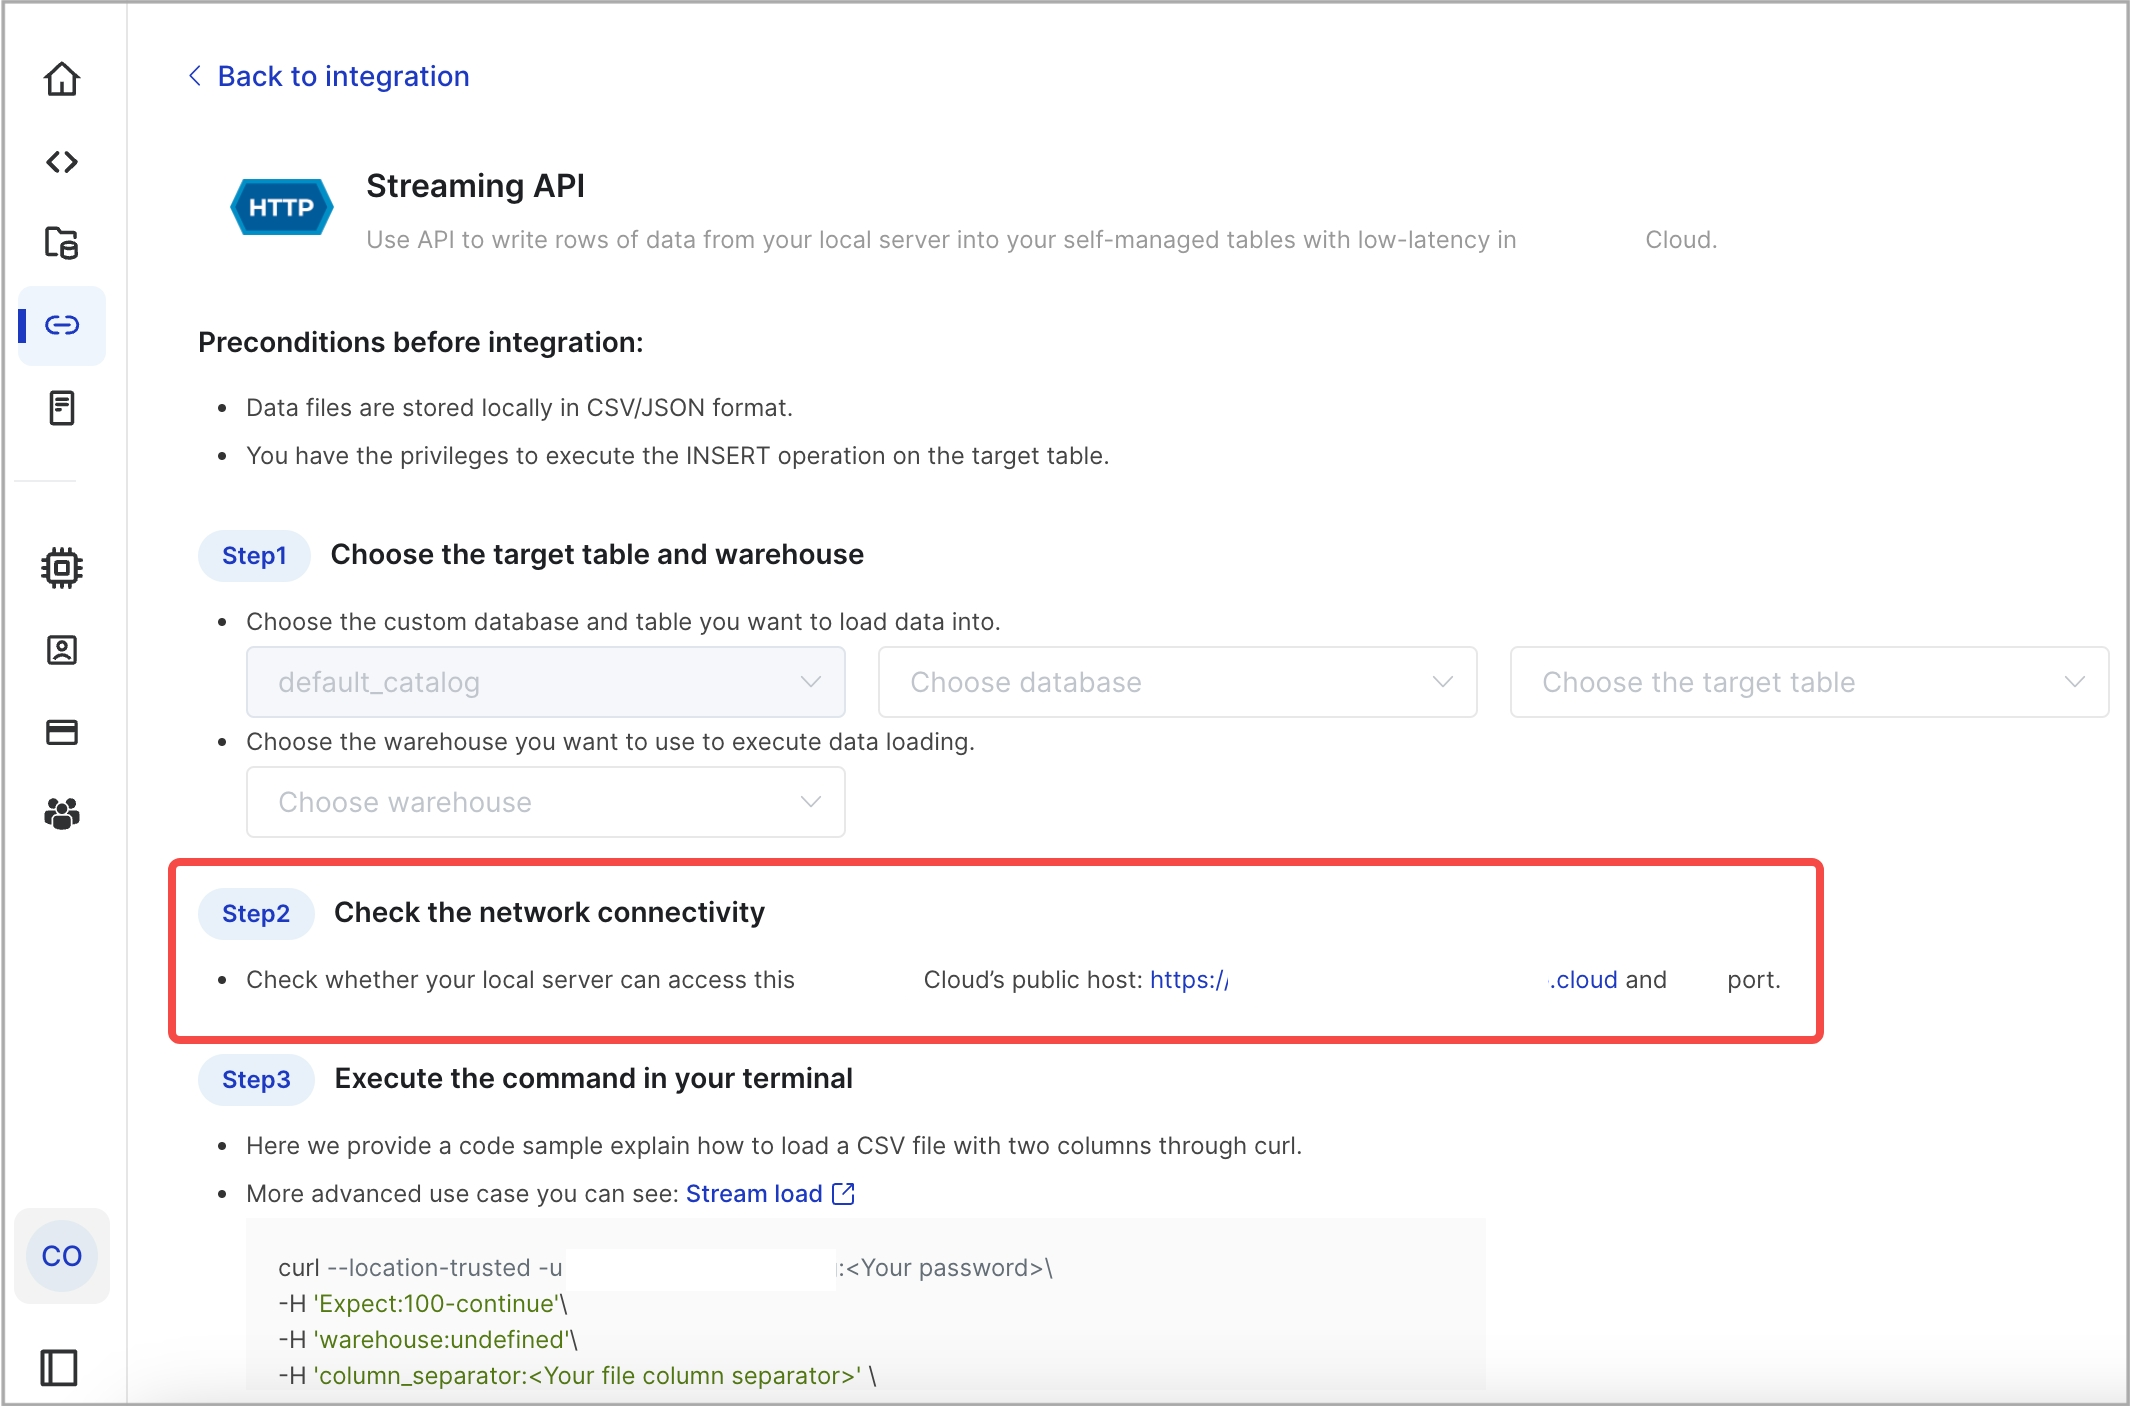 Back to integration
HTTP
Streaming API
Use API to write rows of data from your local server into your self-managed tables with low-latency in Cloud.
Preconditions before integration:
• Data files are stored locally in CSV/JSON format.
• You have the privileges to execute the INSERT operation on the target table.
Step1 Choose the target table and warehouse
• Choose the custom database and table you want to load data into.
default_catalog Choose database Choose the target table
• Choose the warehouse you want to use to execute data loading.
Choose warehouse
Step2 Check the network connectivity
• Check whether your local server can access this Cloud’s public host: https:// .cloud and port.
Step3 Execute the command in your terminal
• Here we provide a code sample explain how to load a CSV file with two columns through curl.
• More advanced use case you can see: Stream load
CO
curl --location-trusted -u :<Your password>\
-H 'Expect:100-continue'\
-H 'warehouse:undefined'\
-H 'column_separator:<Your file column separator>' \